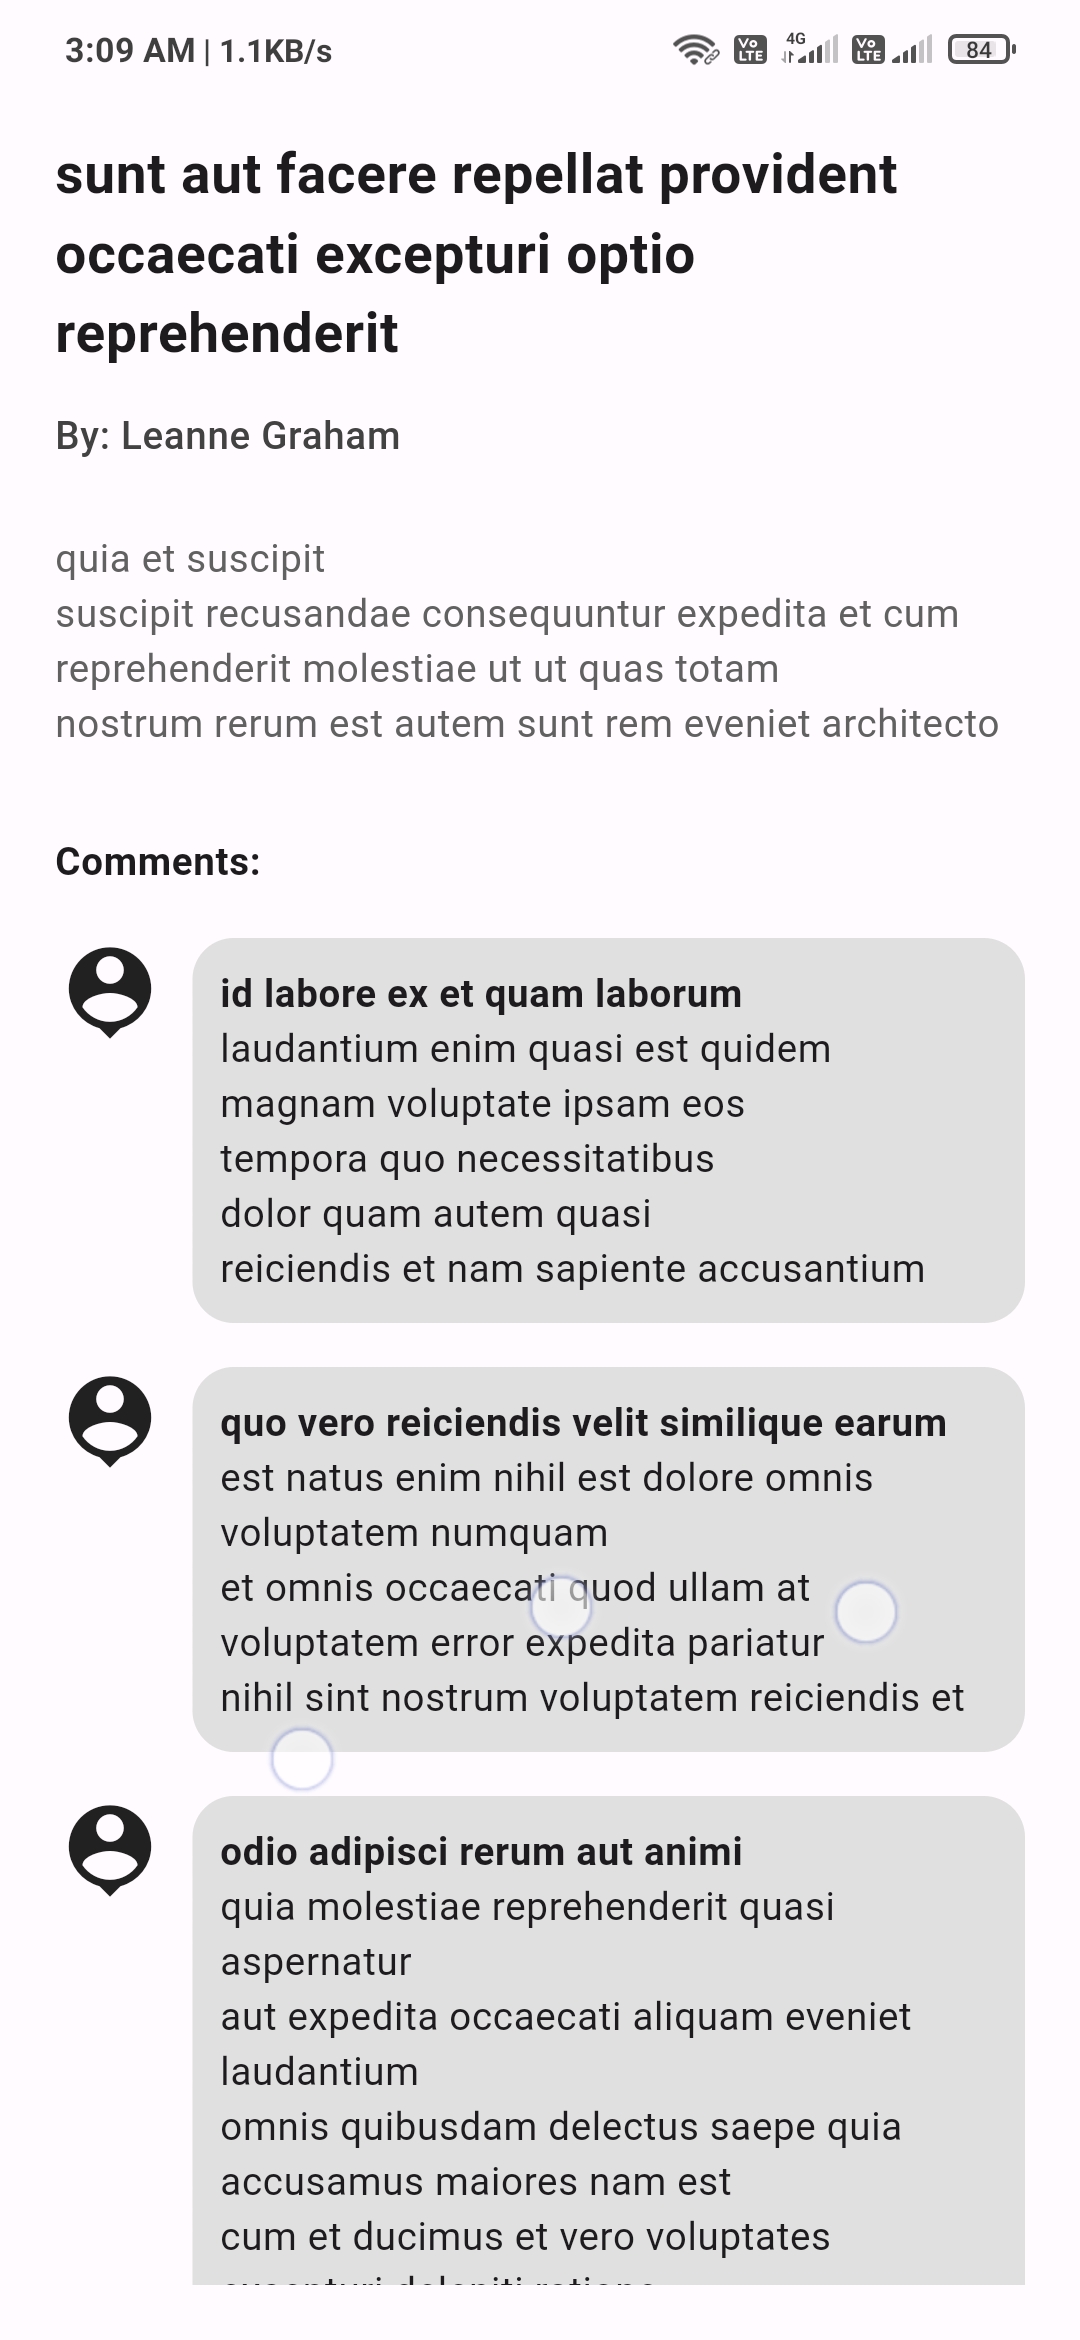 3:09 AM | 1.1KB/s
Vo LTE
4G
Vo LTE
84
sunt aut facere repellat provident
occaecati excepturi optio
reprehenderit
By: Leanne Graham
quia et suscipit
suscipit recusandae consequuntur expedita et cum
reprehenderit molestiae ut ut quas totam
nostrum rerum est autem sunt rem eveniet architecto
Comments:
id labore ex et quam laborum
laudantium enim quasi est quidem
magnam voluptate ipsam eos
tempora quo necessitatibus
dolor quam autem quasi
reiciendis et nam sapiente accusantium
quo vero reiciendis velit similique earum
est natus enim nihil est dolore omnis
voluptatem numquam
et omnis occaecati quod ullam at
voluptatem error expedita pariatur
nihil sint nostrum voluptatem reiciendis et
odio adipisci rerum aut animi
quia molestiae reprehenderit quasi
aspernatur
aut expedita occaecati aliquam eveniet
laudantium
omnis quibusdam delectus saepe quia
accusamus maiores nam est
cum et ducimus et vero voluptates